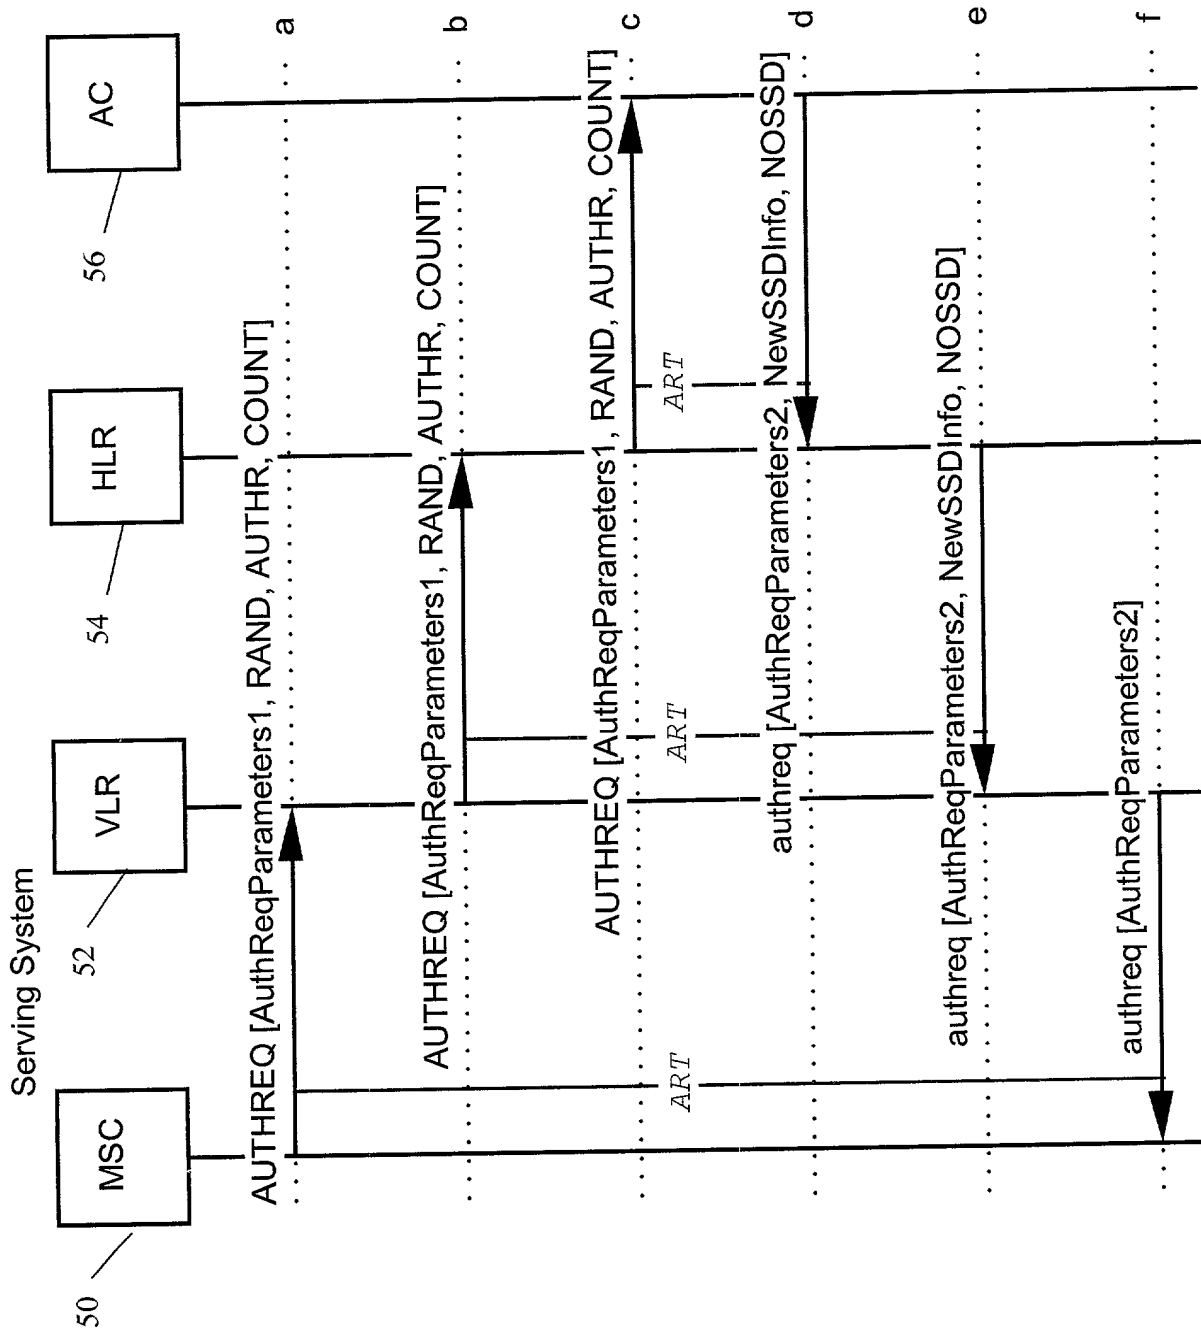 Serving System
MSC
VLR
HLR
AC
50
52
54
56
AUTHREQ [AuthReqParameters1, RAND, AUTHR, COUNT]
a
AUTHREQ [AuthReqParameters1, RAND, AUTHR, COUNT]
b
AUTHREQ [AuthReqParameters1, RAND, AUTHR, COUNT]
c
ART
ART
ART
authreq [AuthReqParameters2, NewSSDInfo, NOSSD]
d
authreq [AuthReqParameters2, NewSSDInfo, NOSSD]
e
authreq [AuthReqParameters2]
f